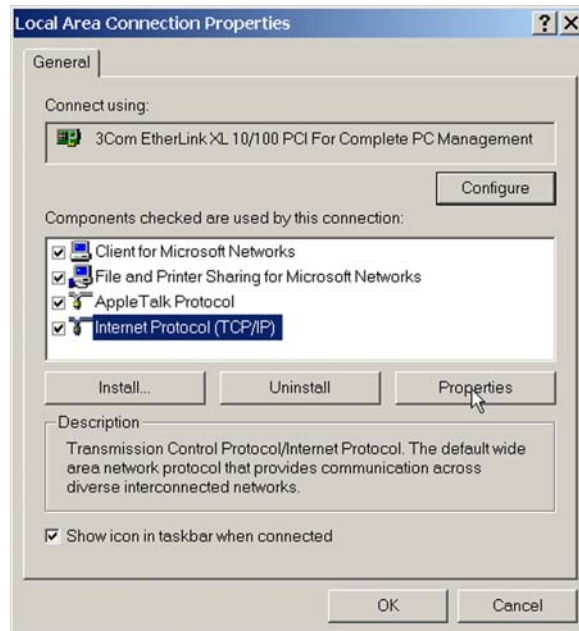 Local Area Connection Properties
General
Connect using:
3Com EtherLink XL 10/100 PCI For Complete PC Management
Configure
Components checked are used by this connection:
Client for Microsoft Networks
File and Printer Sharing for Microsoft Networks
AppleTalk Protocol
Internet Protocol (TCP/IP)
Install... Uninstall Properties
Description
Transmission Control Protocol/Internet Protocol. The default wide
area network protocol that provides communication across
diverse interconnected networks.
Show icon in taskbar when connected
OK Cancel